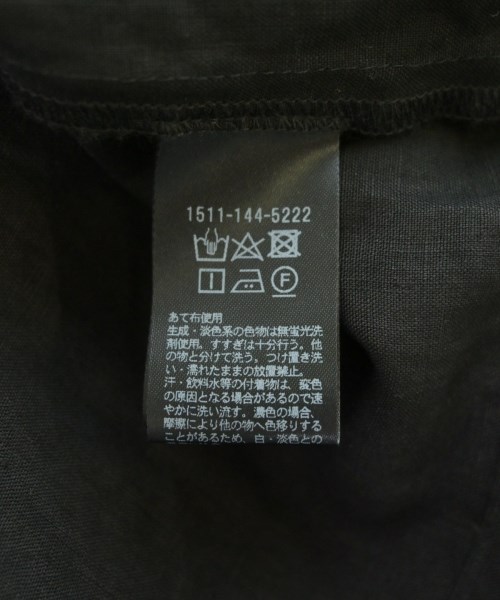 1511-144-5222
F
あて布使用
生成・淡色系の色物は無蛍光洗
剤使用。すすぎは十分行う。他
の物と分けて洗う。つけ置き洗
い・濡れたままの放置禁止。
汗・飲料水等の付着物は、変色
の原因となる場合があるので速
やかに洗い流す。濃色の場合、
摩擦により他の物へ色移りする
ことがあるため、白・淡色との